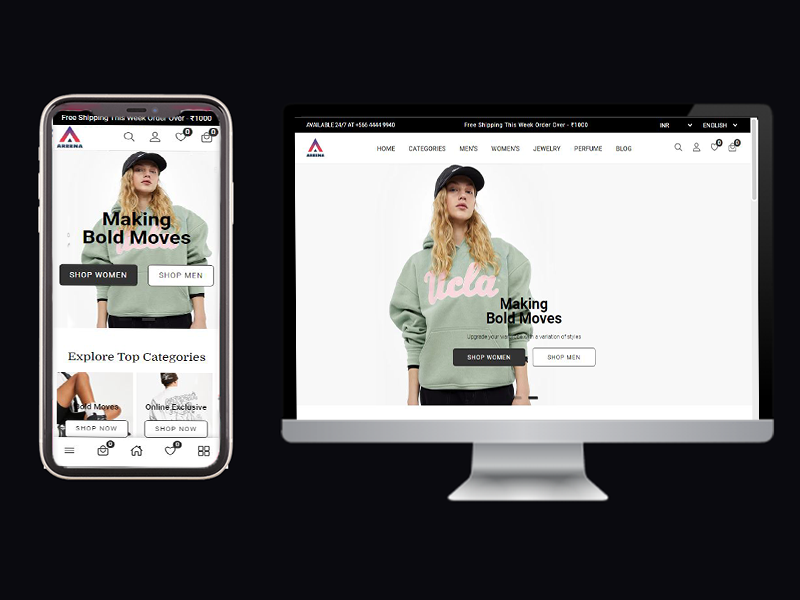 Free Shipping This Week Order Over - ₹1000
ARRENA
0
0
Making
Bold Moves
SHOP WOMEN
SHOP MEN
Explore Top Categories
Bold Moves
Online Exclusive
SHOP NOW
SHOP NOW
0
0
AVAILABLE 24/7 AT +566 4444 9940
Free Shipping This Week Order Over - ₹1000
INR
ENGLISH
HOME
CATEGORIES
MEN'S
WOMEN'S
JEWELRY
PERFUME
BLOG
0
0
Making
Bold Moves
Upgrade your wardrobe with a variation of styles
SHOP WOMEN
SHOP MEN